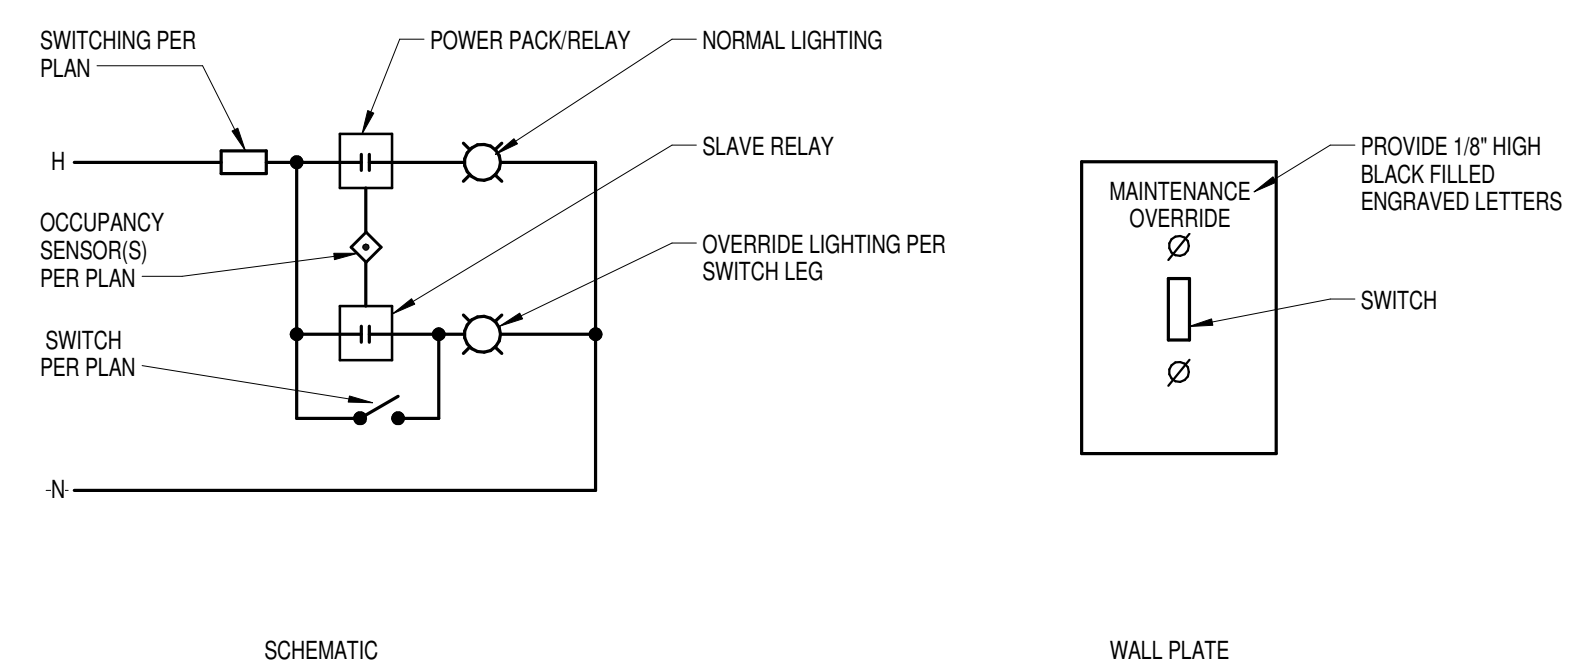 SWITCHING PER
PLAN
POWER PACK/RELAY
NORMAL LIGHTING
H
SLAVE RELAY
OCCUPANCY
SENSOR(S)
PER PLAN
OVERRIDE LIGHTING PER
SWITCH LEG
SWITCH
PER PLAN
-N-
SCHEMATIC
PROVIDE 1/8" HIGH
BLACK FILLED
ENGRAVED LETTERS
MAINTENANCE
OVERRIDE
SWITCH
WALL PLATE